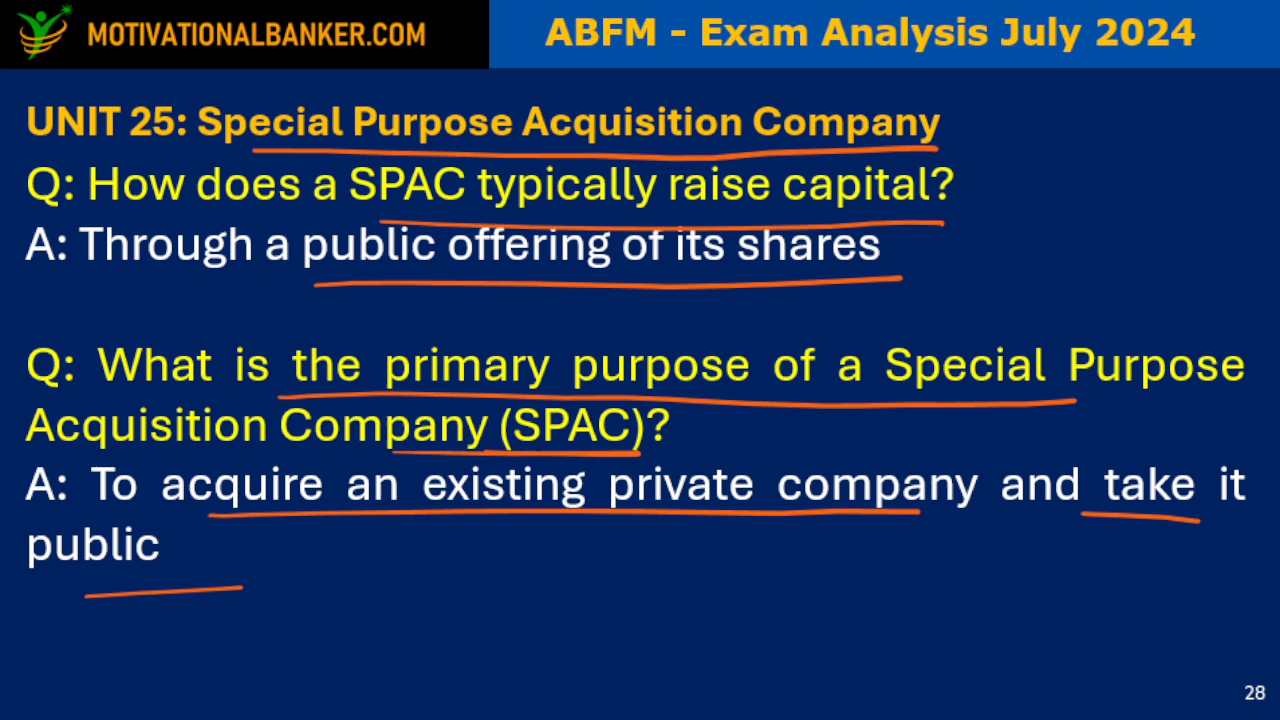 MOTIVATIONALBANKER.COM
ABFM - Exam Analysis July 2024
UNIT 25: Special Purpose Acquisition Company
Q: How does a SPAC typically raise capital?
A: Through a public offering of its shares
Q: What is the primary purpose of a Special Purpose
Acquisition Company (SPAC)?
A: To acquire an existing private company and take it
public
28